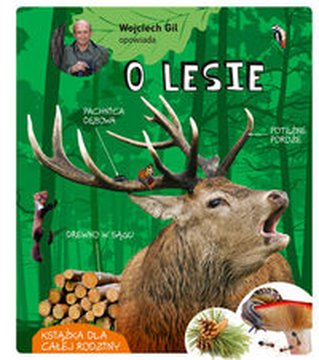 Wojciech Gil
opowiada
O LESIE
PACHNICA
DĘBOWA
POTĘŻNE
POROŻE
DREWNO W SĄGU
KSIĄŻKA DLA
CAŁEJ RODZINY